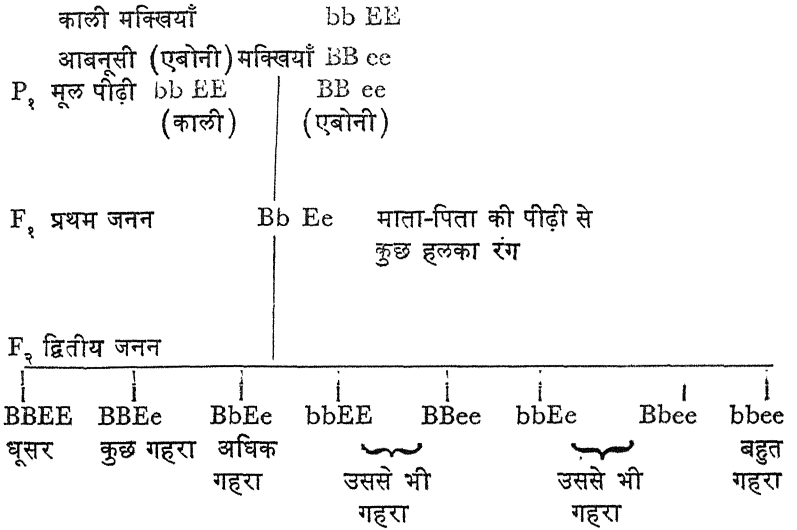 काली मक्खियाँ bb EE
आबनूसी (एबोनी) मक्खियाँ BB ee
P₁ मूल पीढ़ी bb EE BB ee
(काली) (एबोनी)
F₁ प्रथम जनन Bb Ee माता-पिता की पीढ़ी से
कुछ हलका रंग
F₂ द्वितीय जनन
BBEE BBEe BbEe bbEE BBee bbEe Bbee bbee
धूसर कुछ गहरा अधिक बहुत
गहरा उससे भी उससे भी गहरा
गहरा गहरा